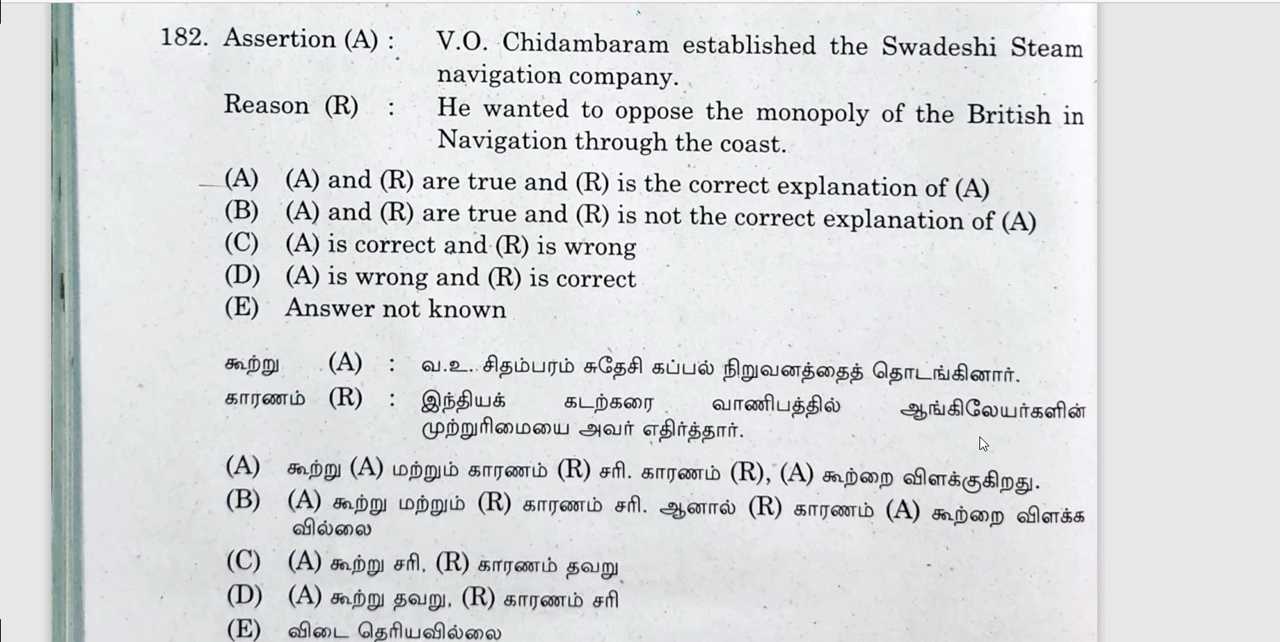 182. Assertion (A) : V.O. Chidambaram established the Swadeshi Steam
navigation company.
Reason (R) : He wanted to oppose the monopoly of the British in
Navigation through the coast.
(A) (A) and (R) are true and (R) is the correct explanation of (A)
(B) (A) and (R) are true and (R) is not the correct explanation of (A)
(C) (A) is correct and (R) is wrong
(D) (A) is wrong and (R) is correct
(E) Answer not known
கூற்று (A) : வ.உ. சிதம்பரம் சுதேசி கப்பல் நிறுவனத்தைத் தொடங்கினார்.
காரணம் (R) : இந்தியக் கடற்கரை வாணிபத்தில் ஆங்கிலேயர்களின்
முற்றுரிமையை அவர் எதிர்த்தார்.
(A) கூற்று (A) மற்றும் காரணம் (R) சரி. காரணம் (R), (A) கூற்றை விளக்குகிறது.
(B) (A) கூற்று மற்றும் (R) காரணம் சரி. ஆனால் (R) காரணம் (A) கூற்றை விளக்க
வில்லை
(C) (A) கூற்று சரி, (R) காரணம் தவறு
(D) (A) கூற்று தவறு, (R) காரணம் சரி
(E) விடை தெரியவில்லை